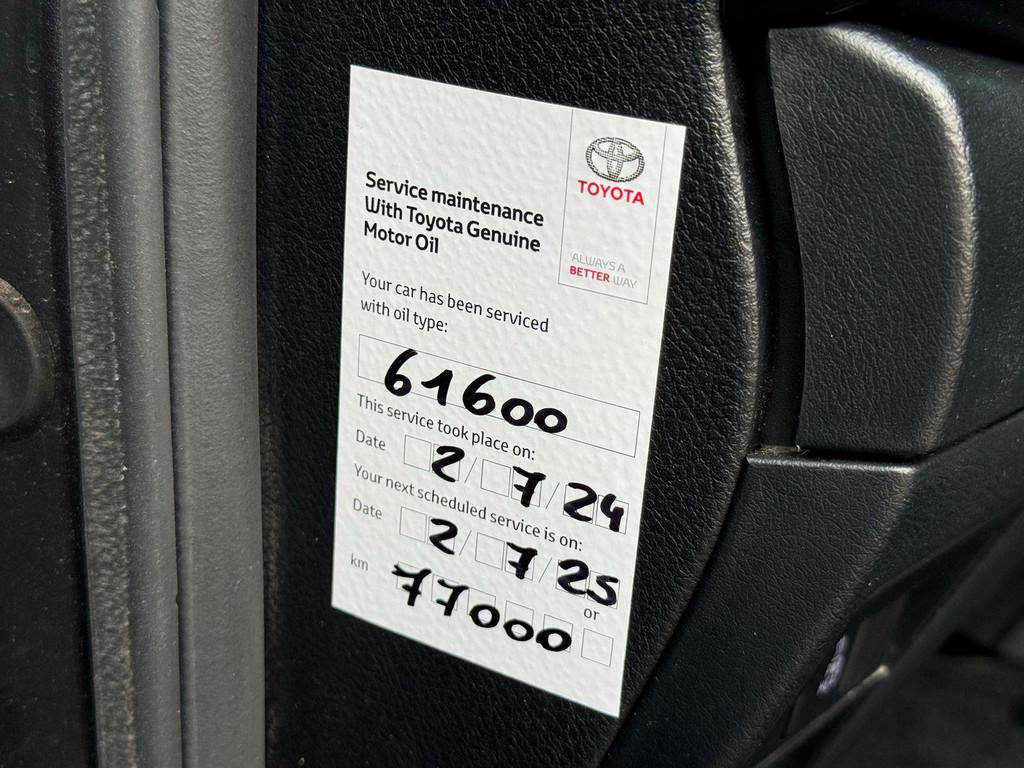 TOYOTA
ALWAYS A
BETTER WAY
Service maintenance
With Toyota Genuine
Motor Oil
Your car has been serviced
with oil type:
61600
This service took place on:
Date 2/7/24
Your next scheduled service is on:
Date 2/7/25
or
km 77000